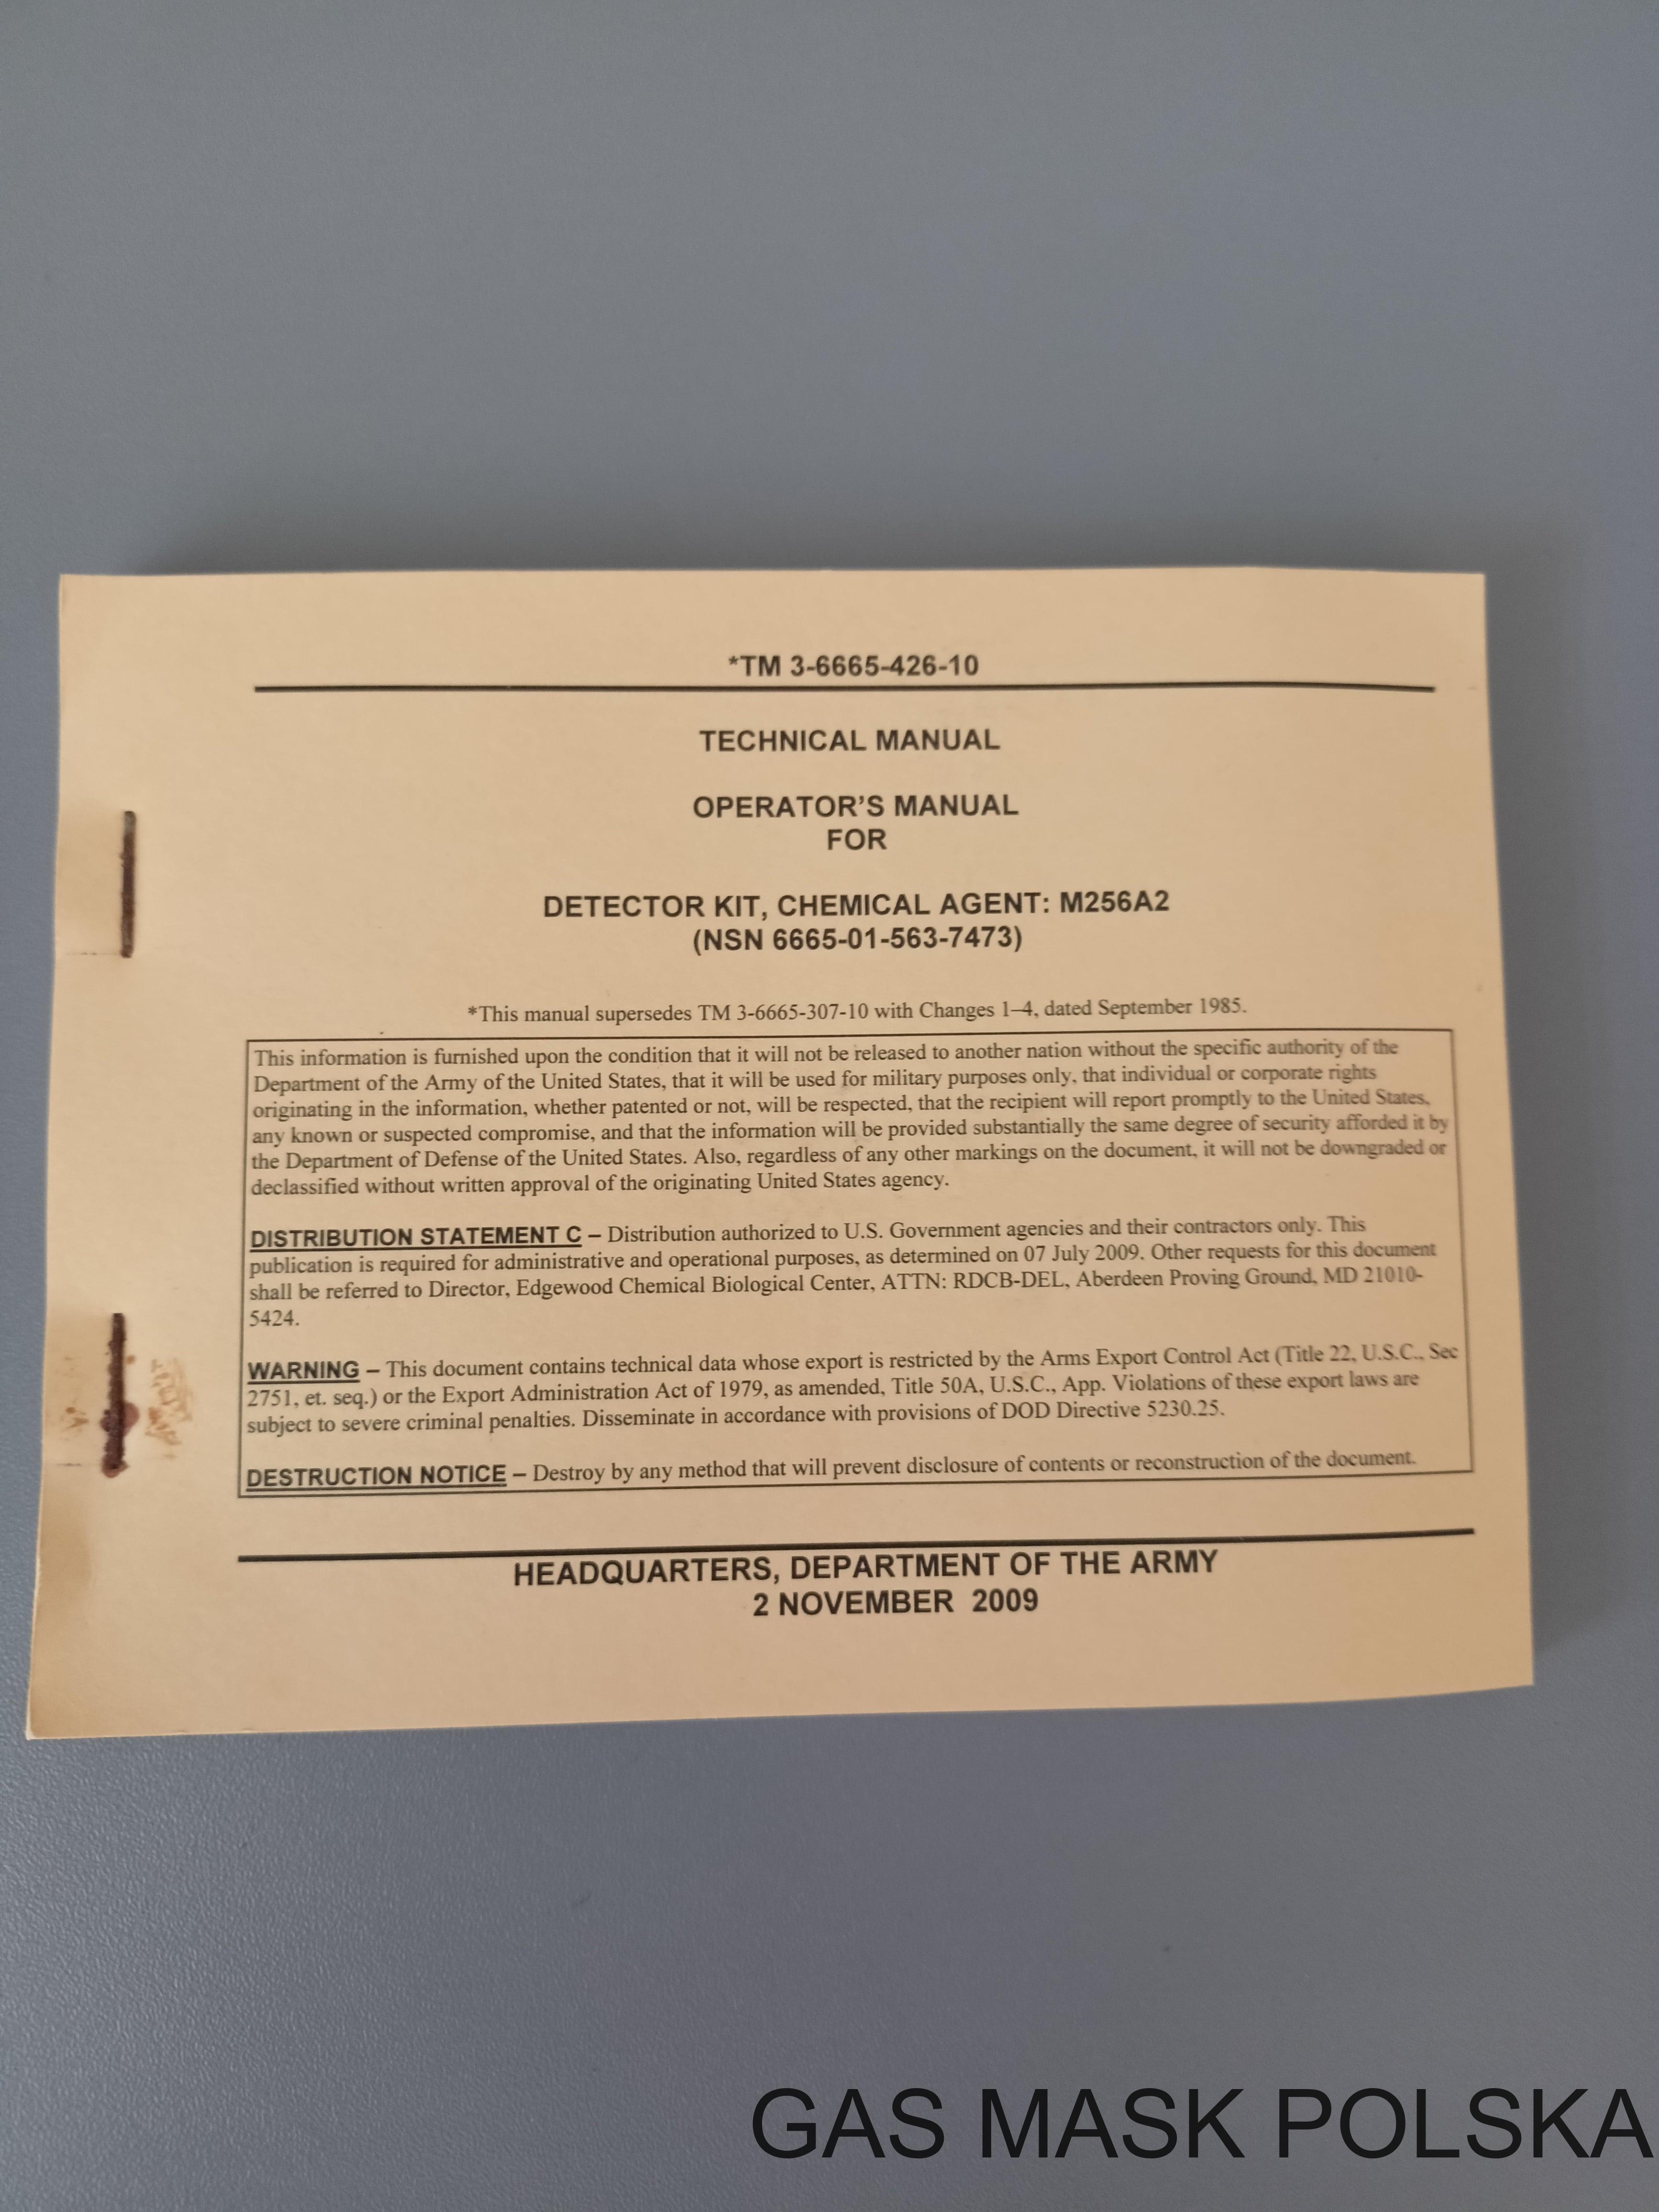 *TM 3-6665-426-10
TECHNICAL MANUAL
OPERATOR'S MANUAL
FOR
DETECTOR KIT, CHEMICAL AGENT: M256A2
(NSN 6665-01-563-7473)
*This manual supersedes TM 3-6665-307-10 with Changes 1–4, dated September 1985.
This information is furnished upon the condition that it will not be released to another nation without the specific authority of the
Department of the Army of the United States, that it will be used for military purposes only, that individual or corporate rights
originating in the information, whether patented or not, will be respected, that the recipient will report promptly to the United States,
any known or suspected compromise, and that the information will be provided substantially the same degree of security afforded it by
the Department of Defense of the United States. Also, regardless of any other markings on the document, it will not be downgraded or
declassified without written approval of the originating United States agency.
DISTRIBUTION STATEMENT C – Distribution authorized to U.S. Government agencies and their contractors only. This
publication is required for administrative and operational purposes, as determined on 07 July 2009. Other requests for this document
shall be referred to Director, Edgewood Chemical Biological Center, ATTN: RDCB-DEL, Aberdeen Proving Ground, MD 21010-
5424.
WARNING – This document contains technical data whose export is restricted by the Arms Export Control Act (Title 22, U.S.C., Sec
2751, et. seq.) or the Export Administration Act of 1979, as amended, Title 50A, U.S.C., App. Violations of these export laws are
subject to severe criminal penalties. Disseminate in accordance with provisions of DOD Directive 5230.25.
DESTRUCTION NOTICE – Destroy by any method that will prevent disclosure of contents or reconstruction of the document.
HEADQUARTERS, DEPARTMENT OF THE ARMY
2 NOVEMBER 2009
GAS MASK POLSKA